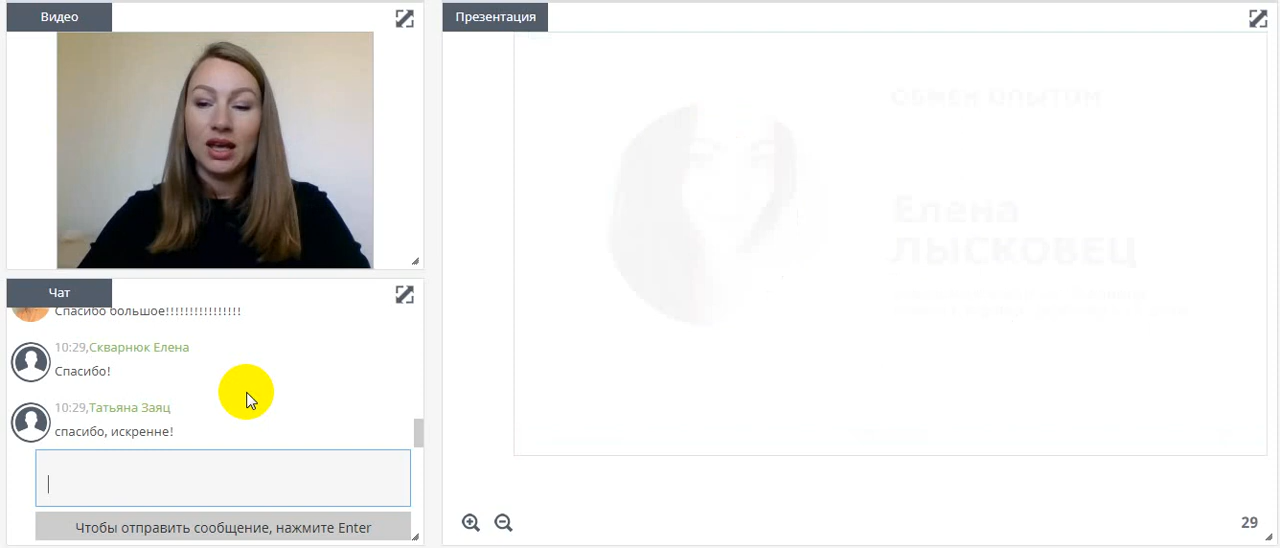 Видео
Чат
Спасибо большое!!!!!!!!!!!!!!!!
10:29,Скварнюк Елена
Спасибо!
10:29,Татьяна Заяц
спасибо, искренне!
Чтобы отправить сообщение, нажмите Enter
Презентация
ОБМЕН ОПЫТОМ
Елена
ЛЫСКОВЕЦ
29